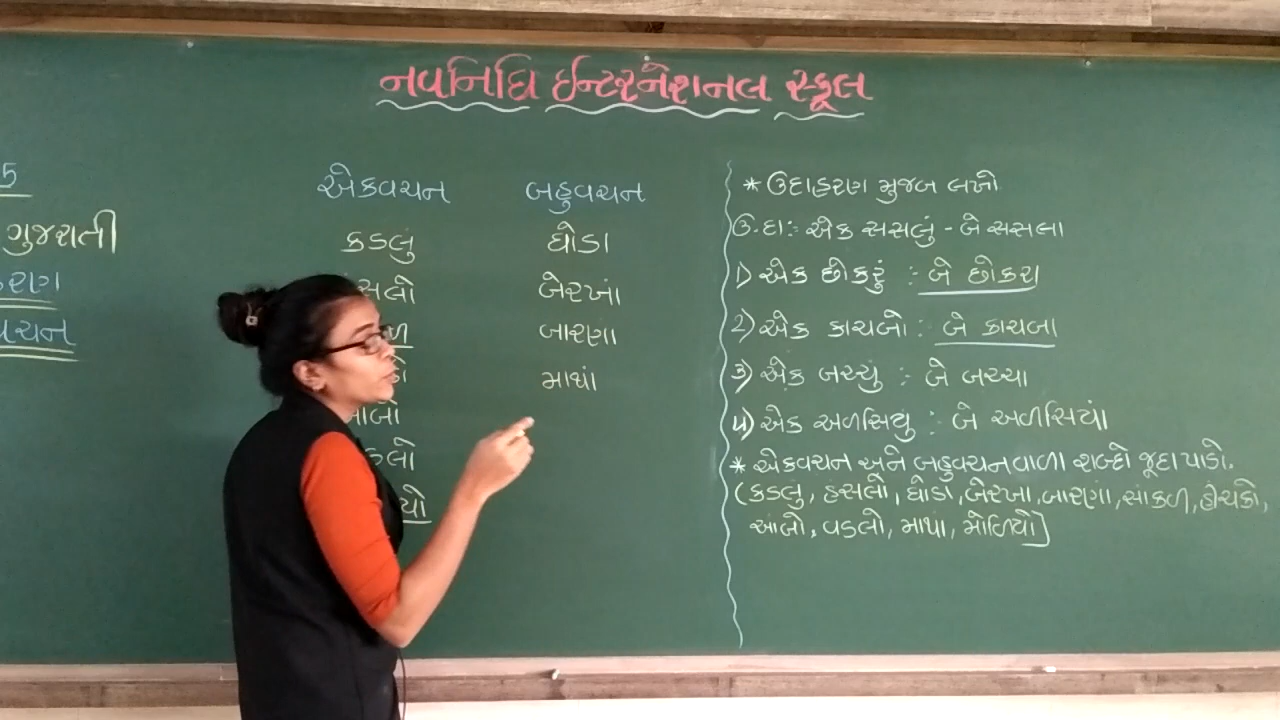 નવનિધિ ઈન્ટરનેશનલ સ્કૂલ
5
ગુજરાતી
એકવચન
કડલું
બહુવચન
ઘોડા
બેરખાં
બારણા
માથાં
* ઉદાહરણ મુજબ લખો
ઉ.દા:- એક સસલું - બે સસલા
1) એક છોકરું :- બે છોકરા
2) એક કાચબો :- બે કાચબા
3) એક બચ્ચું :- બે બચ્ચા
4) એક અળસિયુ :- બે અળસિયાં
* એકવચન અને બહુવચનવાળા શબ્દો જૂદા પાડો.
(કડલું, હંસલો, ઘોડા, બેરખા, બારણાં, સાંકળ, હીંચકો,
આંબો, વડલો, માથા, મોળિયો]